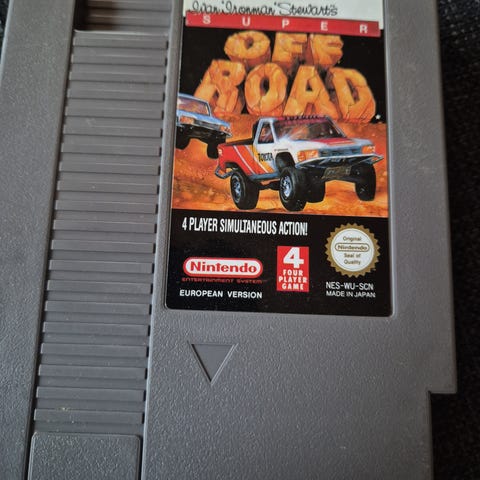 Ivan "Ironman" Stewart's
SUPER
OFF
ROAD
TOYOTA
4 PLAYER SIMULTANEOUS ACTION!
Nintendo
ENTERTAINMENT SYSTEM
EUROPEAN VERSION
4
FOUR
PLAYER
GAME
Original
Nintendo
Seal of
Quality
NES-WU-SCN
MADE IN JAPAN